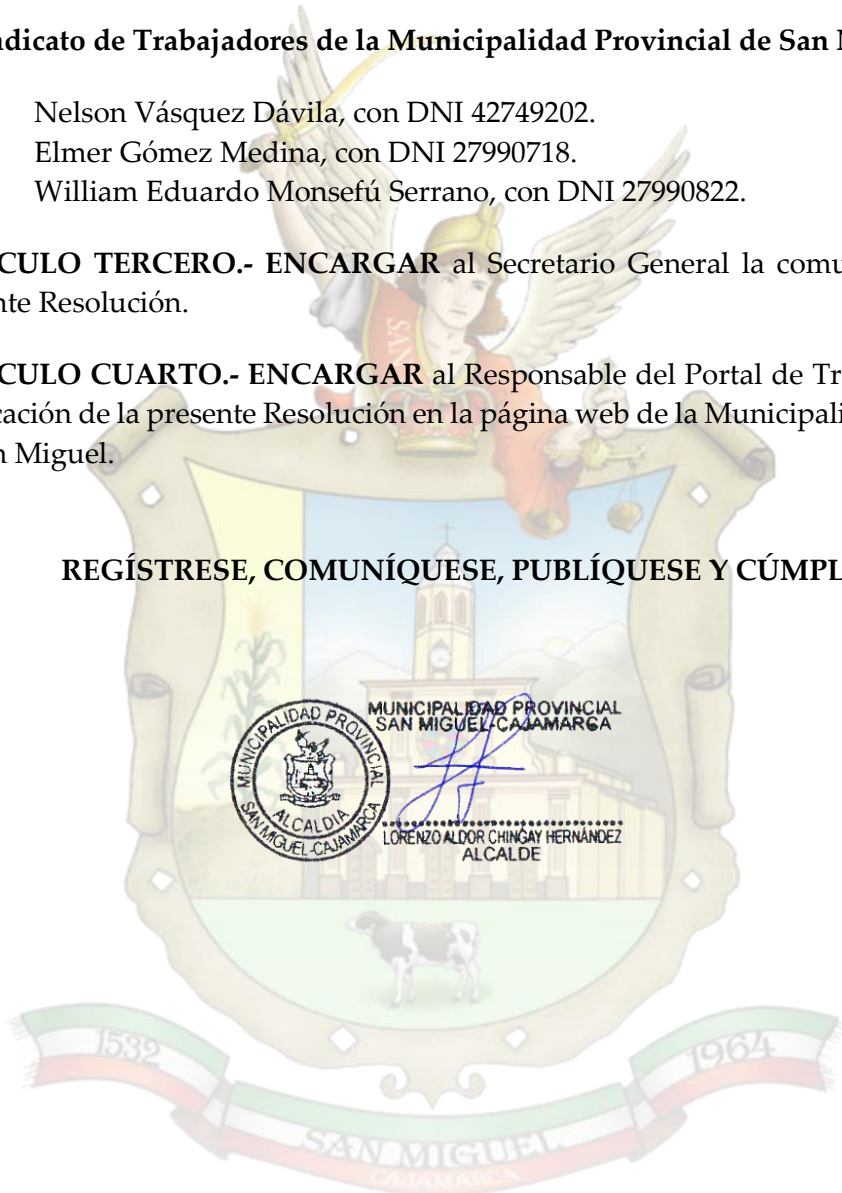 ndicato de Trabajadores de la Municipalidad Provincial de San M
Nelson Vásquez Dávila, con DNI 42749202.
Elmer Gómez Medina, con DNI 27990718.
William Eduardo Monsefú Serrano, con DNI 27990822.
CULO TERCERO.- ENCARGAR al Secretario General la comu
nte Resolución.
CULO CUARTO.- ENCARGAR al Responsable del Portal de Tr
cación de la presente Resolución en la página web de la Municipali
n Miguel.
REGÍSTRESE, COMUNÍQUESE, PUBLÍQUESE Y CÚMPL
MUNICIPALIDAD PROVINCIAL
SAN MIGUEL-CAJAMARCA
ALCALDIA
MUNICIPALIDAD PROVINCIAL
SAN MIGUEL-CAJAMARCA
LORENZO ALDOR CHINGAY HERNÁNDEZ
ALCALDE
1532
1964
SAN MIGUEL
CAJAMARCA